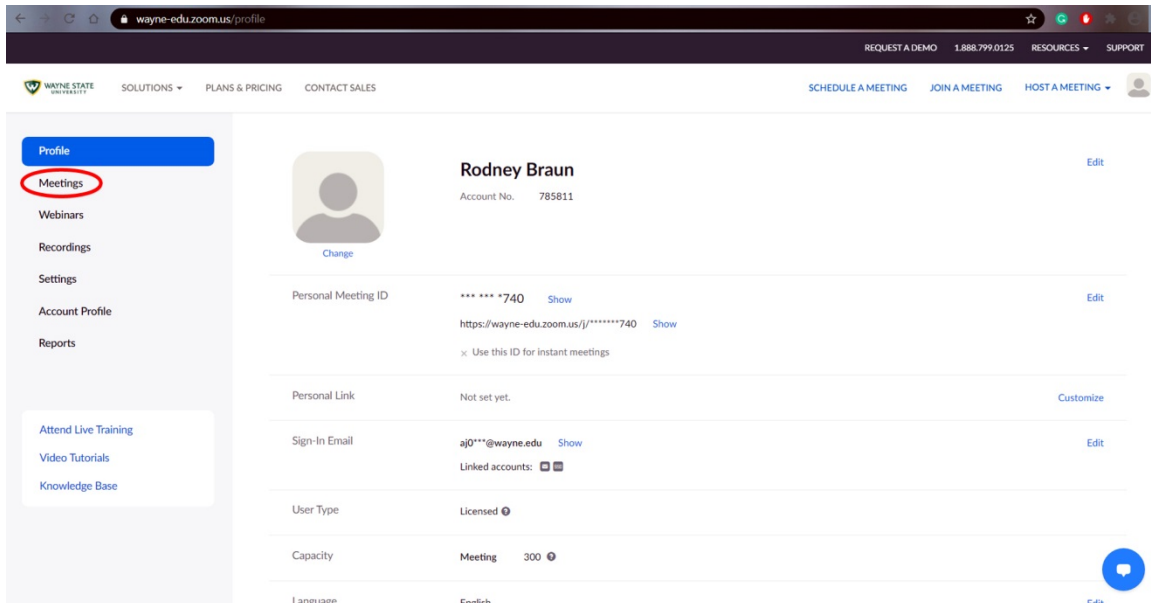 wayne-edu.zoom.us/profile
REQUEST A DEMO 1.888.799.0125 RESOURCES SUPPORT
WAYNE STATE
UNIVERSITY
SOLUTIONS PLANS & PRICING CONTACT SALES SCHEDULE A MEETING JOIN A MEETING HOST A MEETING
Profile
Meetings
Webinars
Recordings
Settings
Account Profile
Reports
Attend Live Training
Video Tutorials
Knowledge Base
Change
Rodney Braun Edit
Account No. 785811
Personal Meeting ID *** *** *740 Show Edit
https://wayne-edu.zoom.us/j/*******740 Show
× Use this ID for instant meetings
Personal Link Not set yet. Customize
Sign-In Email aj0***@wayne.edu Show Edit
Linked accounts:
User Type Licensed
Capacity Meeting 300
Language English Edit